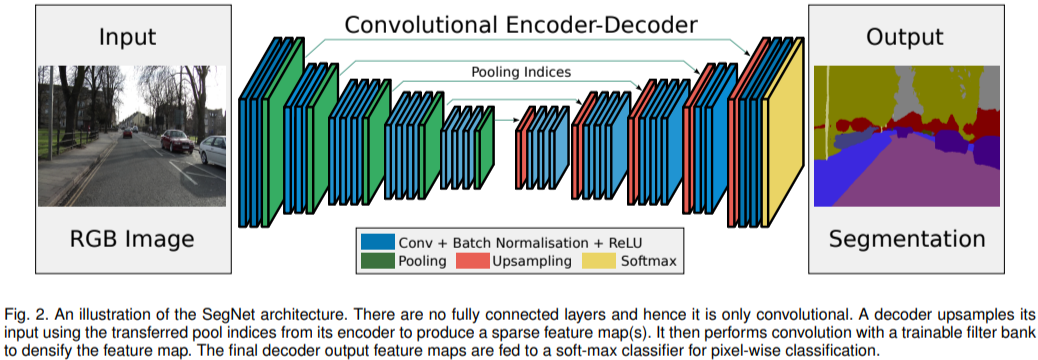 Input
RGB Image
Convolutional Encoder-Decoder
Pooling Indices
Conv + Batch Normalisation + ReLU
Pooling Upsampling Softmax
Output
Segmentation
Fig. 2. An illustration of the SegNet architecture. There are no fully connected layers and hence it is only convolutional. A decoder upsamples its
input using the transferred pool indices from its encoder to produce a sparse feature map(s). It then performs convolution with a trainable filter bank
to densify the feature map. The final decoder output feature maps are fed to a soft-max classifier for pixel-wise classification.